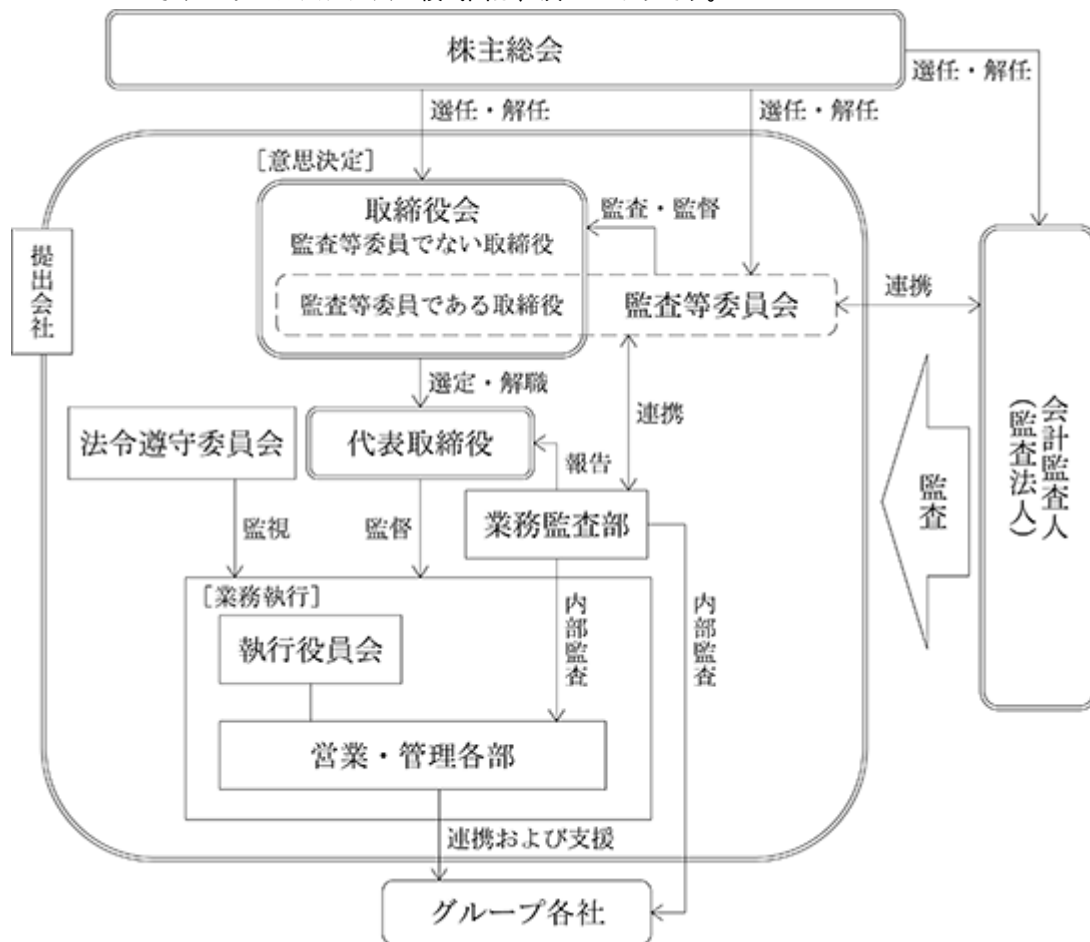 株主総会
選任・解任
選任・解任
選任・解任
[意思決定]
取締役会
監査等委員でない取締役
監査・監督
提出会社
監査等委員である取締役
監査等委員会
連携
選定・解職
連携
法令遵守委員会
代表取締役
報告
会計監査人
(監査法人)
監査
業務監査部
監視
監督
[業務執行]
内部監査
内部監査
執行役員会
営業・管理各部
連携および支援
グループ各社